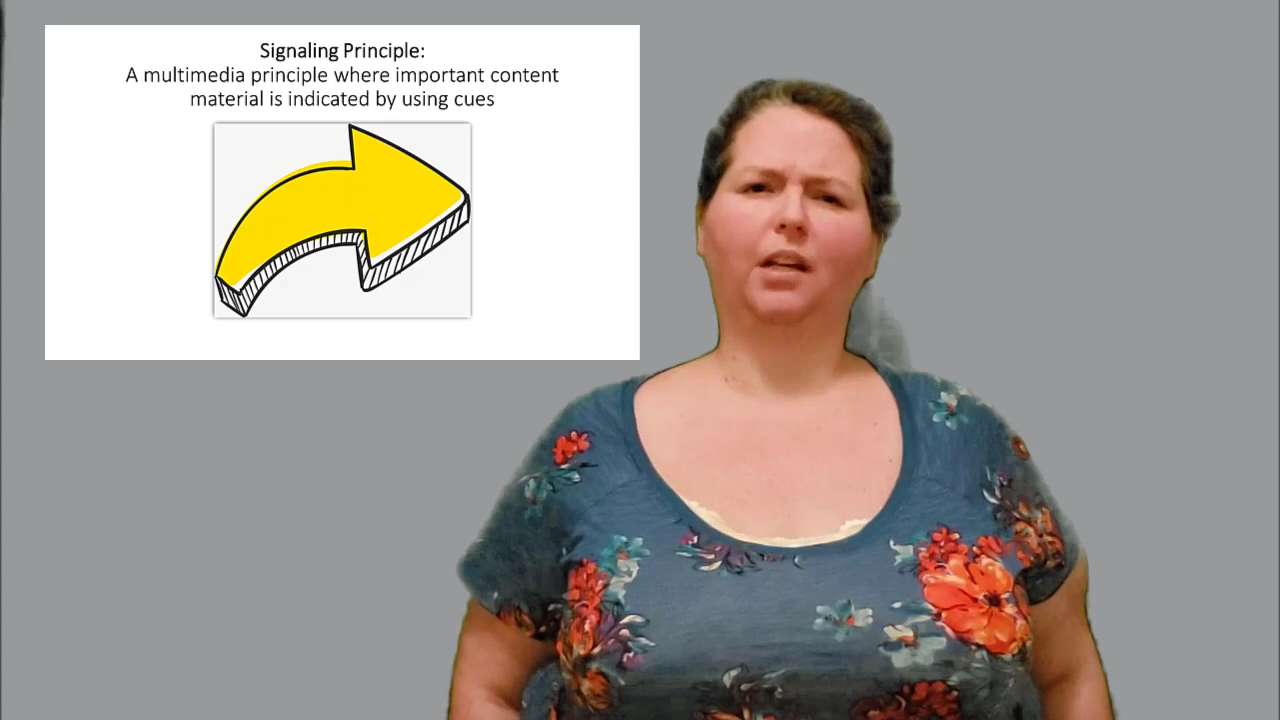 Signaling Principle:
A multimedia principle where important content
material is indicated by using cues